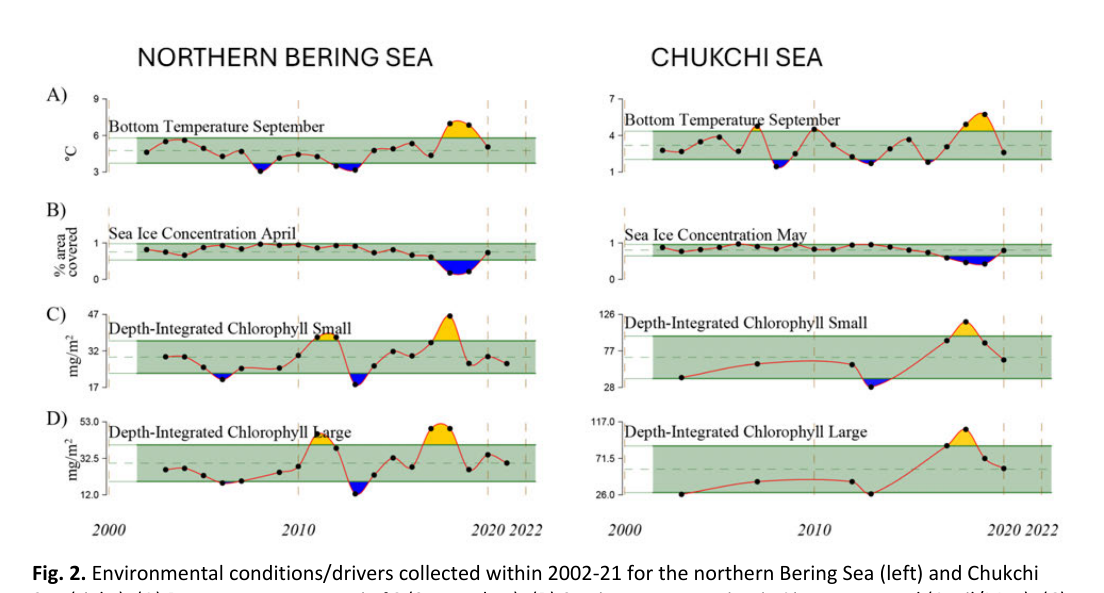 NORTHERN BERING SEA
CHUKCHI SEA
A)
9
6
3
°C
Bottom Temperature September
7
4
1
Bottom Temperature September
B)
1
0
% area
covered
Sea Ice Concentration April
1
0
Sea Ice Concentration May
C)
47
32
17
mg/m²
Depth-Integrated Chlorophyll Small
126
77
28
Depth-Integrated Chlorophyll Small
D)
53.0
32.5
12.0
mg/m²
Depth-Integrated Chlorophyll Large
117.0
71.5
26.0
Depth-Integrated Chlorophyll Large
2000
2010
2020 2022
2000
2010
2020 2022
Fig. 2. Environmental conditions/drivers collected within 2002-21 for the northern Bering Sea (left) and Chukchi